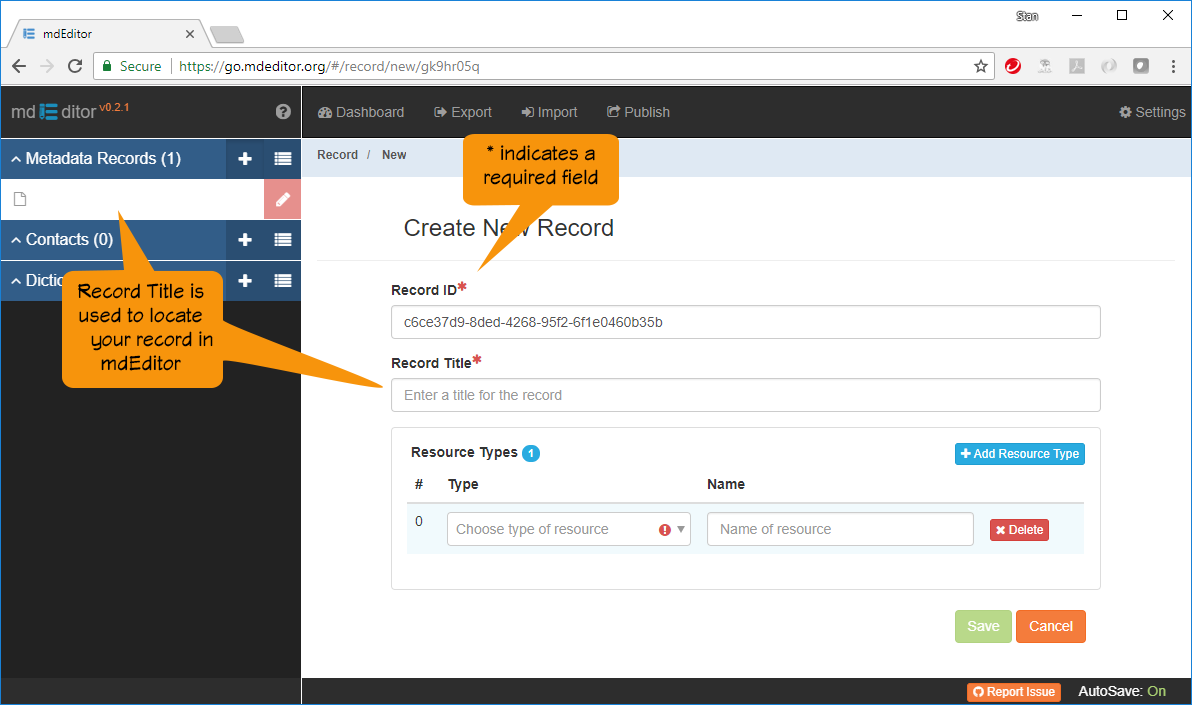 Stan
mdEditor
Secure https://go.mdeditor.org/#/record/new/gk9hr05q
md ditor v0.2.1 ?
Dashboard Export Import Publish Settings
Metadata Records (1)
Record / New
* indicates a
required field
Create New Record
Contacts (0)
Record Title is
used to locate
your record in
mdEditor
Record ID*
c6ce37d9-8ded-4268-95f2-6f1e0460b35b
Record Title*
Enter a title for the record
Resource Types 1 Add Resource Type
# Type Name
0 Choose type of resource Name of resource Delete
Save Cancel
Report Issue AutoSave: On